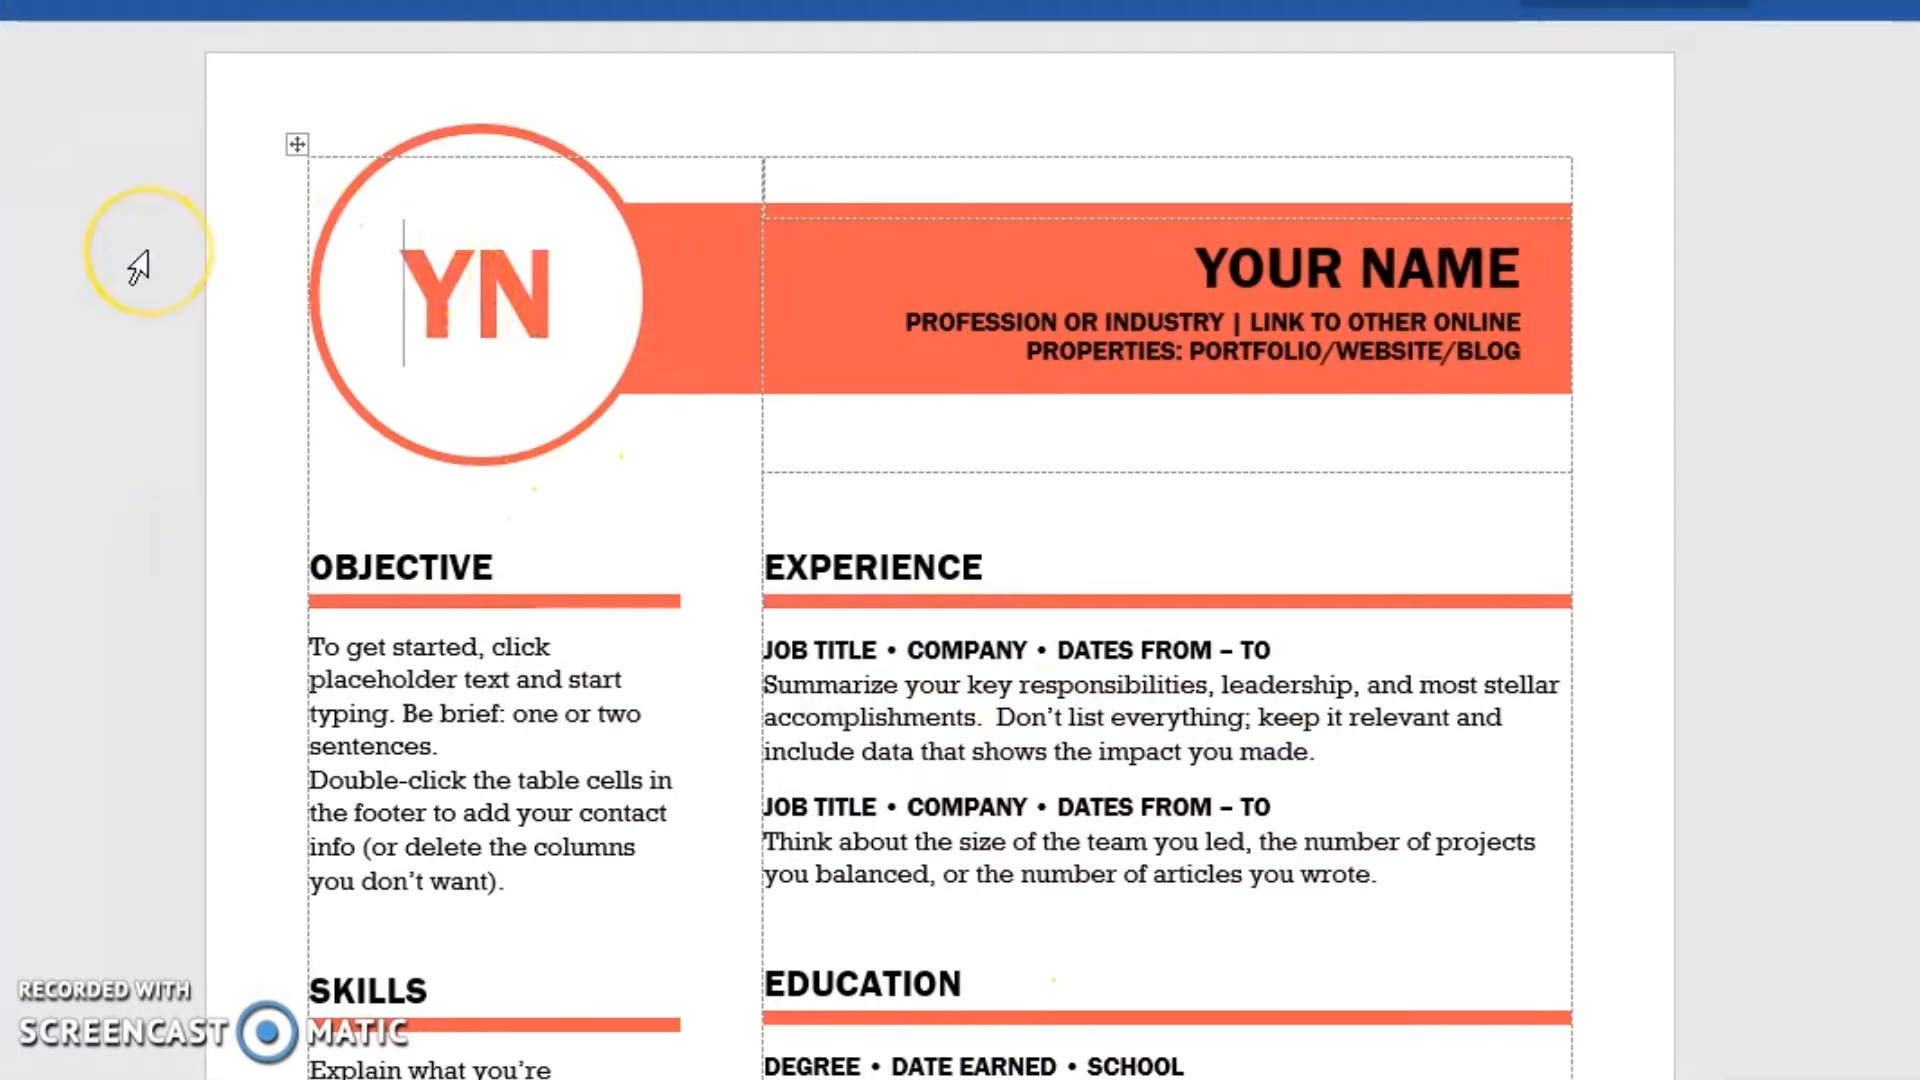 YN
YOUR NAME
PROFESSION OR INDUSTRY | LINK TO OTHER ONLINE
PROPERTIES: PORTFOLIO/WEBSITE/BLOG
OBJECTIVE
To get started, click
placeholder text and start
typing. Be brief: one or two
sentences.
Double-click the table cells in
the footer to add your contact
info (or delete the columns
you don’t want).
SKILLS
Explain what you’re
EXPERIENCE
JOB TITLE • COMPANY • DATES FROM – TO
Summarize your key responsibilities, leadership, and most stellar
accomplishments.  Don’t list everything; keep it relevant and
include data that shows the impact you made.
JOB TITLE • COMPANY • DATES FROM – TO
Think about the size of the team you led, the number of projects
you balanced, or the number of articles you wrote.
EDUCATION
DEGREE • DATE EARNED • SCHOOL
RECORDED WITH
SCREENCAST MATIC